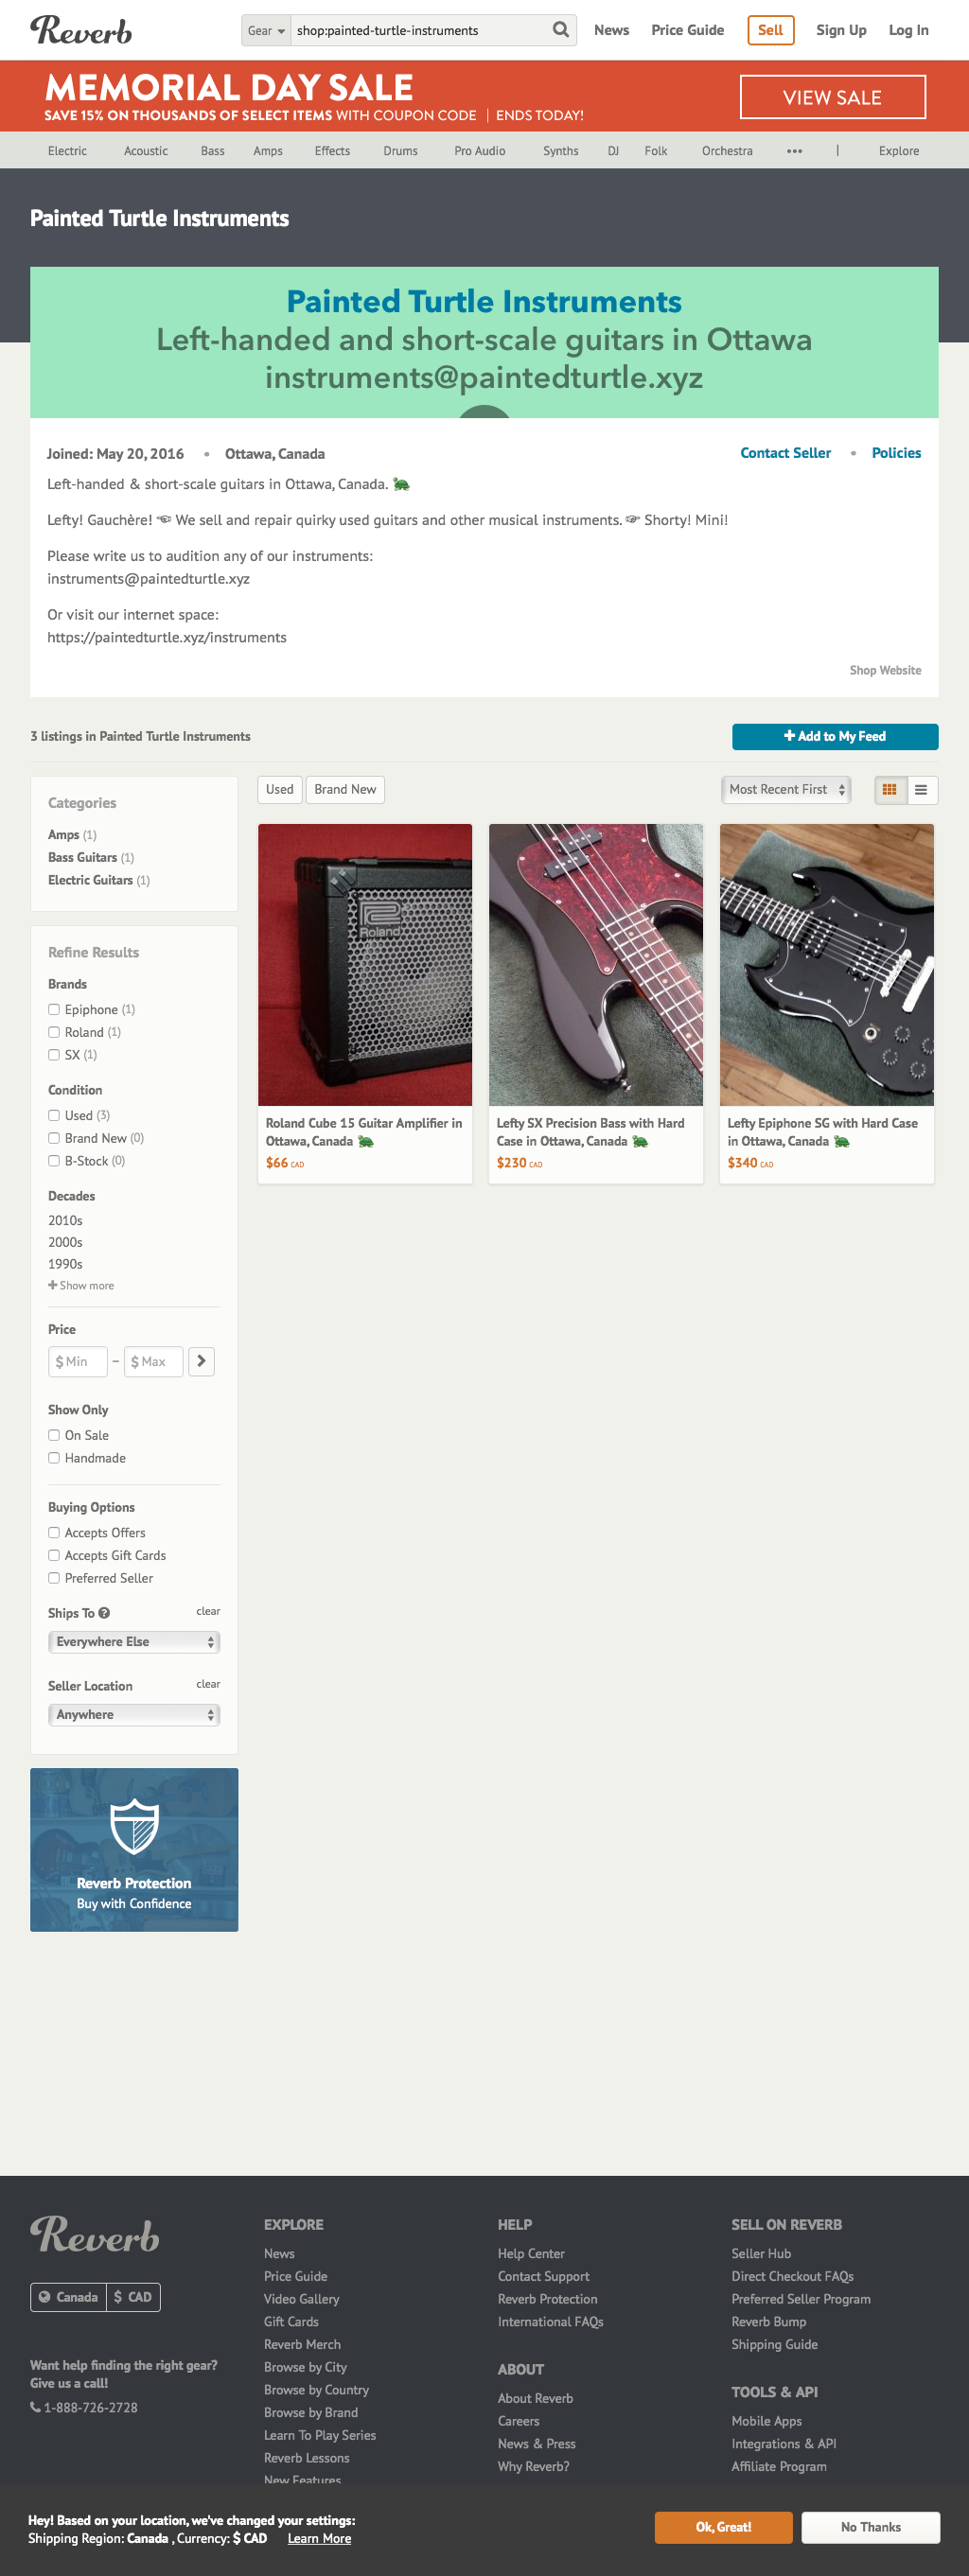 Reverb
Gear
shop:painted-turtle-instruments
News
Price Guide
Sell
Sign Up
Log In
MEMORIAL DAY SALE
SAVE 15% ON THOUSANDS OF SELECT ITEMS WITH COUPON CODE | ENDS TODAY!
VIEW SALE
Electric
Acoustic
Bass
Amps
Effects
Drums
Pro Audio
Synths
DJ
Folk
Orchestra
•••
|
Explore
Painted Turtle Instruments
Painted Turtle Instruments
Left-handed and short-scale guitars in Ottawa
instruments@paintedturtle.xyz
Joined: May 20, 2016 • Ottawa, Canada
Contact Seller • Policies
Left-handed & short-scale guitars in Ottawa, Canada. 🐢
Lefty! Gauchère! ☜ We sell and repair quirky used guitars and other musical instruments. ☞ Shorty! Mini!
Please write us to audition any of our instruments:
instruments@paintedturtle.xyz
Or visit our internet space:
https://paintedturtle.xyz/instruments
Shop Website
3 listings in Painted Turtle Instruments
+ Add to My Feed
Categories
Amps (1)
Bass Guitars (1)
Electric Guitars (1)
Refine Results
Brands
Epiphone (1)
Roland (1)
SX (1)
Condition
Used (3)
Brand New (0)
B-Stock (0)
Decades
2010s
2000s
1990s
+ Show more
Price
$ Min – $ Max
Show Only
On Sale
Handmade
Buying Options
Accepts Offers
Accepts Gift Cards
Preferred Seller
Ships To ? clear
Everywhere Else
Seller Location clear
Anywhere
Reverb Protection
Buy with Confidence
Used
Brand New
Most Recent First
Roland
Roland Cube 15 Guitar Amplifier in
Ottawa, Canada 🐢
$66 CAD
Lefty SX Precision Bass with Hard
Case in Ottawa, Canada 🐢
$230 CAD
Lefty Epiphone SG with Hard Case
in Ottawa, Canada 🐢
$340 CAD
Reverb
Canada
$ CAD
Want help finding the right gear?
Give us a call!
1-888-726-2728
EXPLORE
News
Price Guide
Video Gallery
Gift Cards
Reverb Merch
Browse by City
Browse by Country
Browse by Brand
Learn To Play Series
Reverb Lessons
New Features
HELP
Help Center
Contact Support
Reverb Protection
International FAQs
ABOUT
About Reverb
Careers
News & Press
Why Reverb?
SELL ON REVERB
Seller Hub
Direct Checkout FAQs
Preferred Seller Program
Reverb Bump
Shipping Guide
TOOLS & API
Mobile Apps
Integrations & API
Affiliate Program
Hey! Based on your location, we've changed your settings:
Shipping Region: Canada , Currency: $ CAD Learn More
Ok, Great!
No Thanks